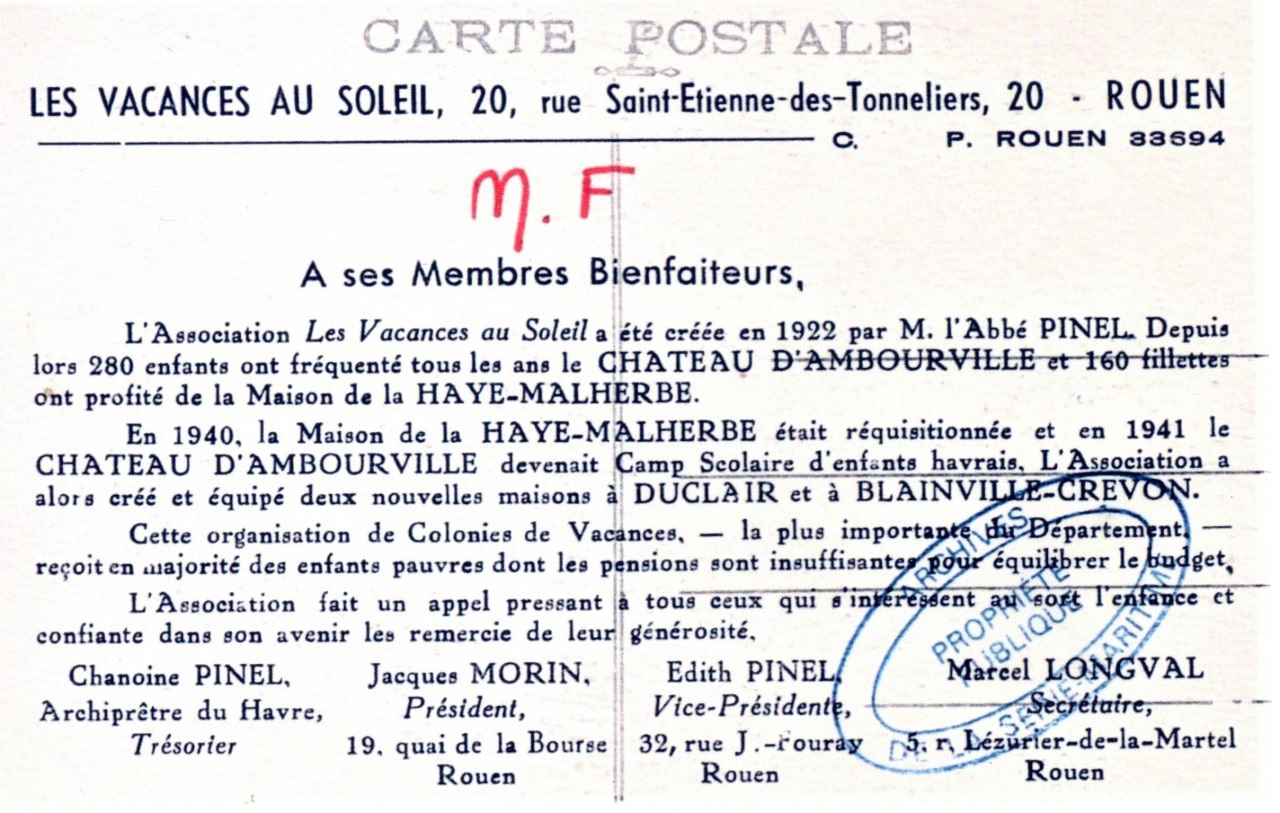 CARTE POSTALE
LES VACANCES AU SOLEIL, 20, rue Saint-Etienne-des-Tonneliers, 20 - ROUEN
C. P. ROUEN 33594
M. F
A ses Membres Bienfaiteurs,
L'Association Les Vacances au Soleil a été créée en 1922 par M. l'Abbé PINEL. Depuis
lors 280 enfants ont fréquenté tous les ans le CHATEAU D'AMBOURVILLE et 160 fillettes
ont profité de la Maison de la HAYE-MALHERBE.
En 1940, la Maison de la HAYE-MALHERBE était réquisitionnée et en 1941 le
CHATEAU D'AMBOURVILLE devenait Camp Scolaire d'enfants havrais. L'Association a
alors créé et équipé deux nouvelles maisons à DUCLAIR et à BLAINVILLE-CREVON.
Cette organisation de Colonies de Vacances, — la plus importante du Département, —
reçoit en majorité des enfants pauvres dont les pensions sont insuffisantes pour équilibrer le budget.
L'Association fait un appel pressant à tous ceux qui s'intéressent au sort l'enfance et
confiante dans son avenir les remercie de leur générosité.
Chanoine PINEL, Jacques MORIN, Edith PINEL, Marcel LONGVAL
Archiprêtre du Havre, Président, Vice-Présidente, Secrétaire,
Trésorier 19, quai de la Bourse 32, rue J.-Fouray 5, r. Lézurier-de-la-Martel
Rouen Rouen Rouen
ARCHIVES
PROPRIÉTÉ
PUBLIQUE
DE LA SEINE-MARITIME